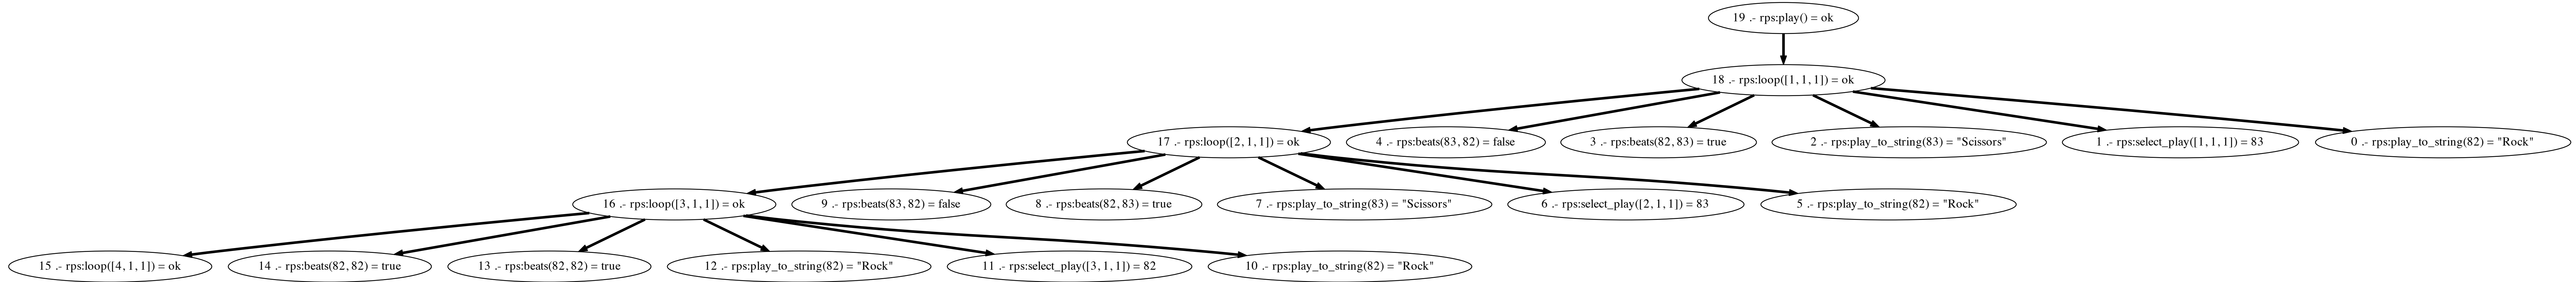 19 .- rps:play() = ok
18 .- rps:loop([1, 1, 1]) = ok
17 .- rps:loop([2, 1, 1]) = ok
4 .- rps:beats(83, 82) = false
3 .- rps:beats(82, 83) = true
2 .- rps:play_to_string(83) = "Scissors"
1 .- rps:select_play([1, 1, 1]) = 83
0 .- rps:play_to_string(82) = "Rock"
16 .- rps:loop([3, 1, 1]) = ok
9 .- rps:beats(83, 82) = false
8 .- rps:beats(82, 83) = true
7 .- rps:play_to_string(83) = "Scissors"
6 .- rps:select_play([2, 1, 1]) = 83
5 .- rps:play_to_string(82) = "Rock"
15 .- rps:loop([4, 1, 1]) = ok
14 .- rps:beats(82, 82) = true
13 .- rps:beats(82, 82) = true
12 .- rps:play_to_string(82) = "Rock"
11 .- rps:select_play([3, 1, 1]) = 82
10 .- rps:play_to_string(82) = "Rock"